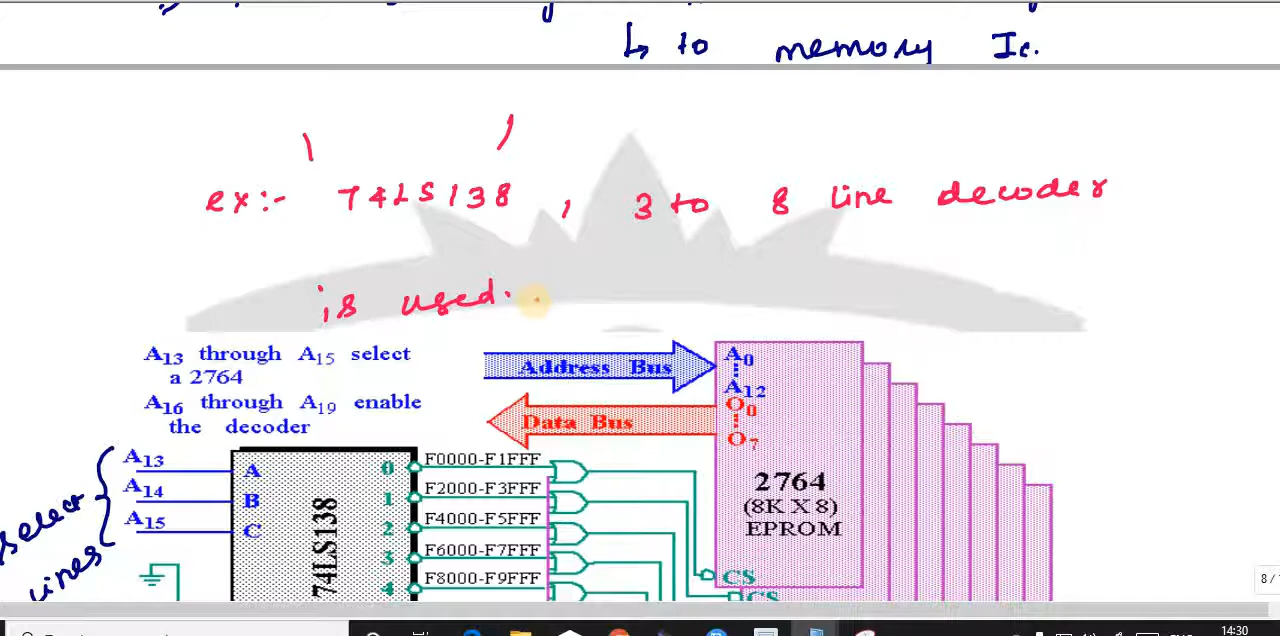 ↳ to memory Ic.
ex:- 74LS138 , 3 to 8 line decoder
is used.
A13 through A15 select
a 2764
A16 through A19 enable
the decoder
Address Bus
Data Bus
A0
A12
O0
O7
2764
(8K X 8)
EPROM
CS
CS
select
lines
A13
A14
A15
A
B
C
74LS138
0
1
2
3
4
F0000-F1FFF
F2000-F3FFF
F4000-F5FFF
F6000-F7FFF
F8000-F9FFF
8 / 
14:30